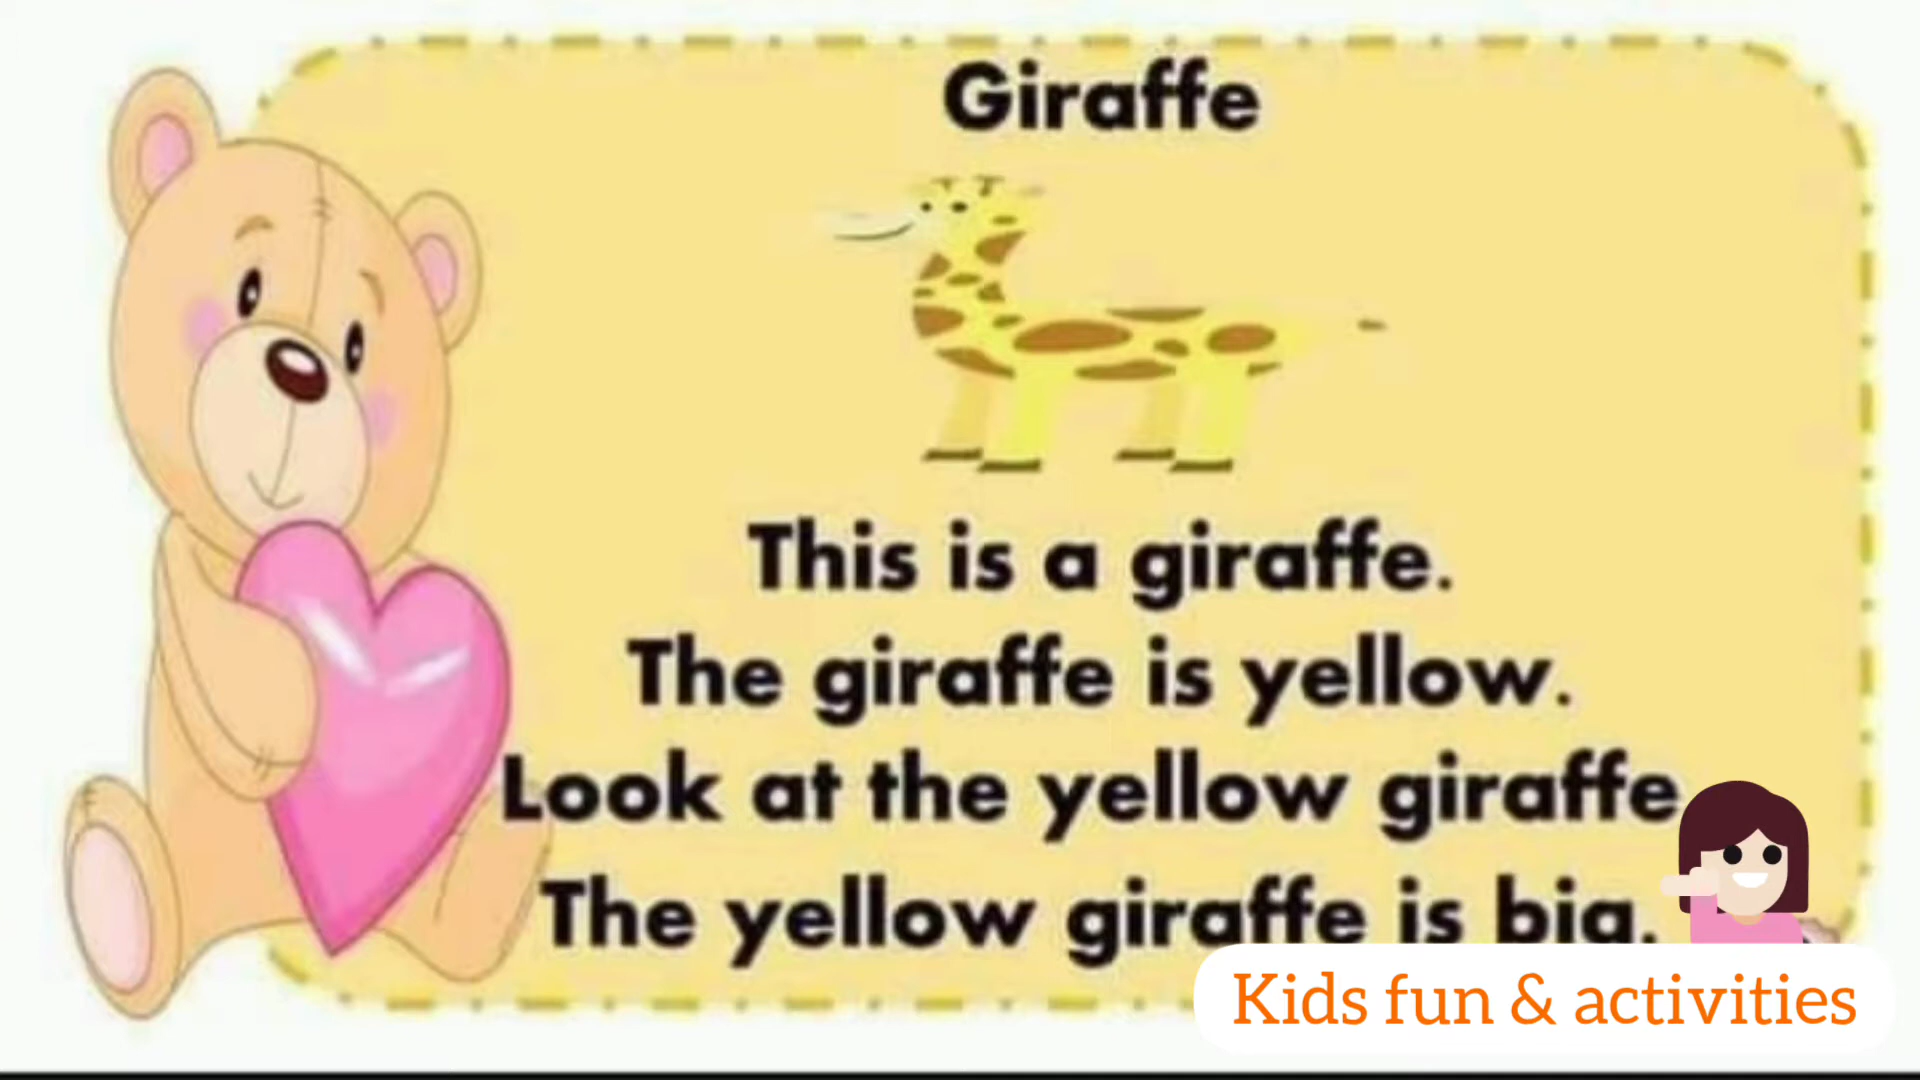 Giraffe
This is a giraffe.
The giraffe is yellow.
Look at the yellow giraffe
The yellow giraffe is big.
Kids fun & activities